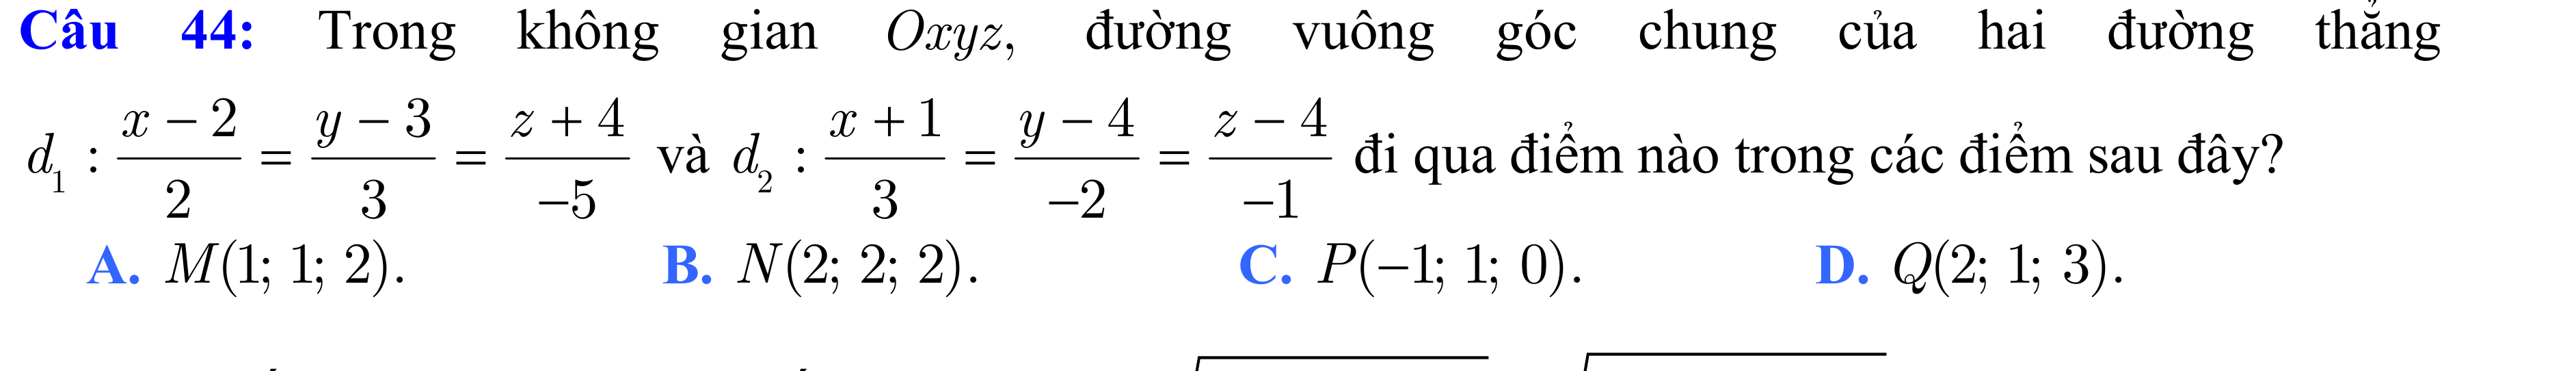 Câu 44: Trong không gian Oxyz, đường vuông góc chung của hai đường thẳng
d₁ : (x − 2)/2 = (y − 3)/3 = (z + 4)/−5 và d₂ : (x + 1)/3 = (y − 4)/−2 = (z − 4)/−1 đi qua điểm nào trong các điểm sau đây?
A. M(1; 1; 2). B. N(2; 2; 2). C. P(−1; 1; 0). D. Q(2; 1; 3).